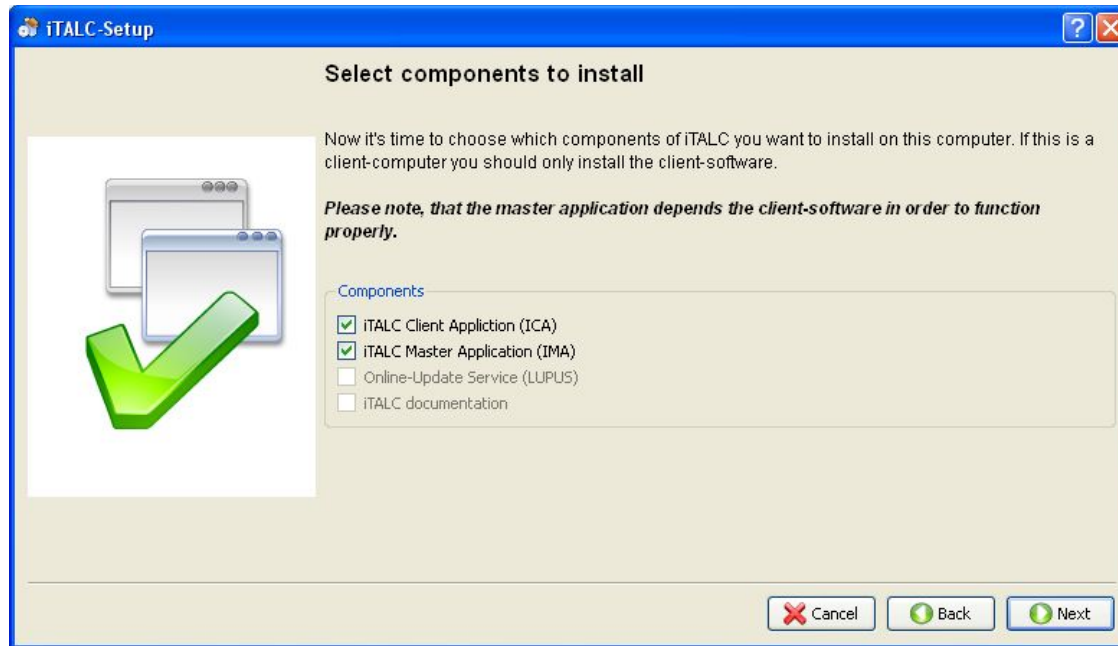 iTALC-Setup
Select components to install
Now it's time to choose which components of iTALC you want to install on this computer. If this is a
client-computer you should only install the client-software.
Please note, that the master application depends the client-software in order to function
properly.
Components
iTALC Client Appliction (ICA)
iTALC Master Application (IMA)
Online-Update Service (LUPUS)
iTALC documentation
Cancel
Back
Next